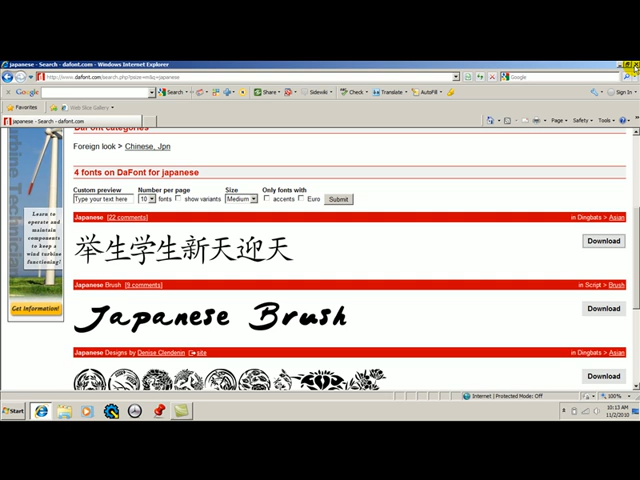 japanese - Search - dafont.com - Windows Internet Explorer
http://www.dafont.com/search.php?psize=m&q=japanese
Google
Google
Search
Share
Sidewiki
Check
Translate
AutoFill
Sign In
Favorites
Web Slice Gallery
japanese - Search - dafont.com
Page
Safety
Tools
DaFont categories
Foreign look > Chinese, Jpn
4 fonts on DaFont for japanese
Custom preview
Number per page
Size
Only fonts with
Type your text here
10 fonts
show variants
Medium
accents
Euro
Submit
Japanese [22 comments]
in Dingbats > Asian
Download
举生学生新天迎天
Japanese Brush [9 comments]
in Script > Brush
Download
Japanese Brush
Japanese Designs by Denise Clendenin
site
in Dingbats > Asian
Download
urbine Technician
Learn to
operate and
maintain
components
to keep a
wind turbine
functioning!
Get Information!
Internet | Protected Mode: Off
100%
Start
10:13 AM
11/2/2010